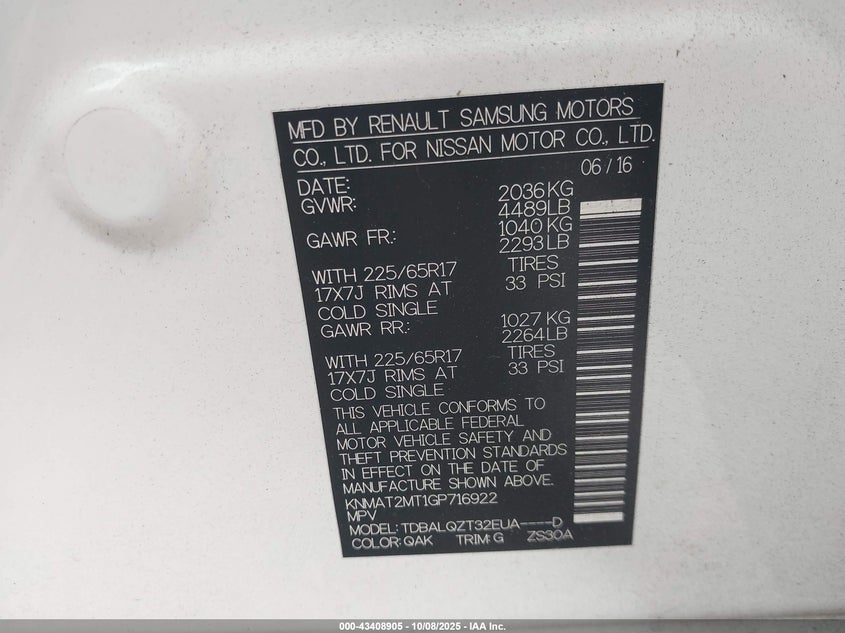 MFD BY RENAULT SAMSUNG MOTORS
CO., LTD. FOR NISSAN MOTOR CO., LTD.
DATE: 06/16
GVWR: 2036KG
4489LB
GAWR FR.: 1040 KG
2293LB
WITH 225/65R17 TIRES
17X7J RIMS AT 33 PSI
COLD SINGLE
GAWR RR.: 1027 KG
2264LB
WITH 225/65R17 TIRES
17X7J RIMS AT 33 PSI
COLD SINGLE
THIS VEHICLE CONFORMS TO
ALL APPLICABLE FEDERAL
MOTOR VEHICLE SAFETY AND
THEFT PREVENTION STANDARDS
IN EFFECT ON THE DATE OF
MANUFACTURE SHOWN ABOVE.
KNMAT2MT1GP716922
MPV
MODEL: TDBALQZT32EUA----D
COLOR: QAK TRIM: G ZS30A
000-43408905 - 10/08/2025 - IAA Inc.